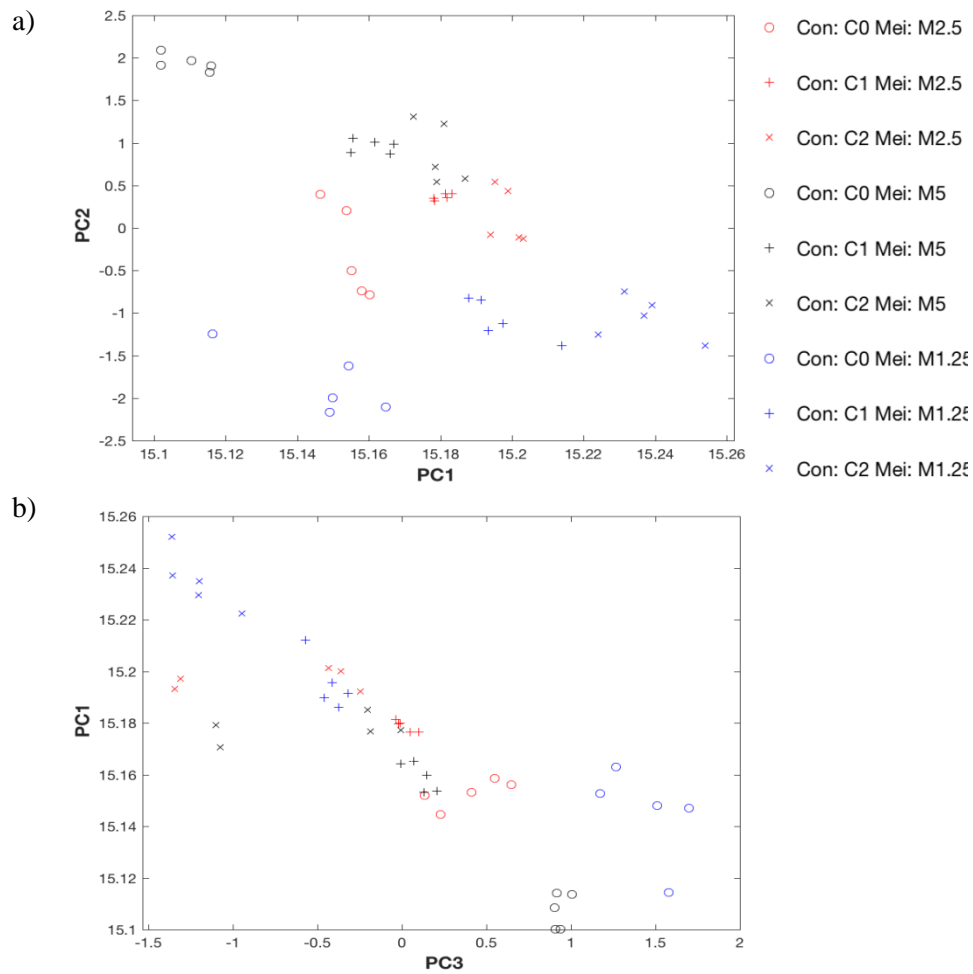 a)
2.5
2
1.5
1
0.5
0
-0.5
-1
-1.5
-2
-2.5
PC2
15.1 15.12 15.14 15.16 15.18 15.2 15.22 15.24 15.26
PC1
Con: C0 Mei: M2.5
Con: C1 Mei: M2.5
Con: C2 Mei: M2.5
Con: C0 Mei: M5
Con: C1 Mei: M5
Con: C2 Mei: M5
Con: C0 Mei: M1.25
Con: C1 Mei: M1.25
Con: C2 Mei: M1.25
b)
15.26
15.24
15.22
15.2
15.18
15.16
15.14
15.12
15.1
PC1
-1.5 -1 -0.5 0 0.5 1 1.5 2
PC3